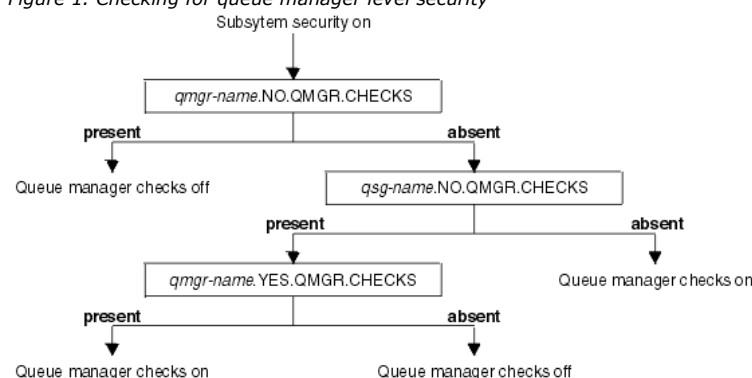 Figure 1. Checking for queue manager level security
Subsytem security on
qmgr-name.NO.QMGR.CHECKS
present
absent
Queue manager checks off
qsg-name.NO.QMGR.CHECKS
present
absent
qmgr-name.YES.QMGR.CHECKS
Queue manager checks on
present
absent
Queue manager checks on
Queue manager checks off